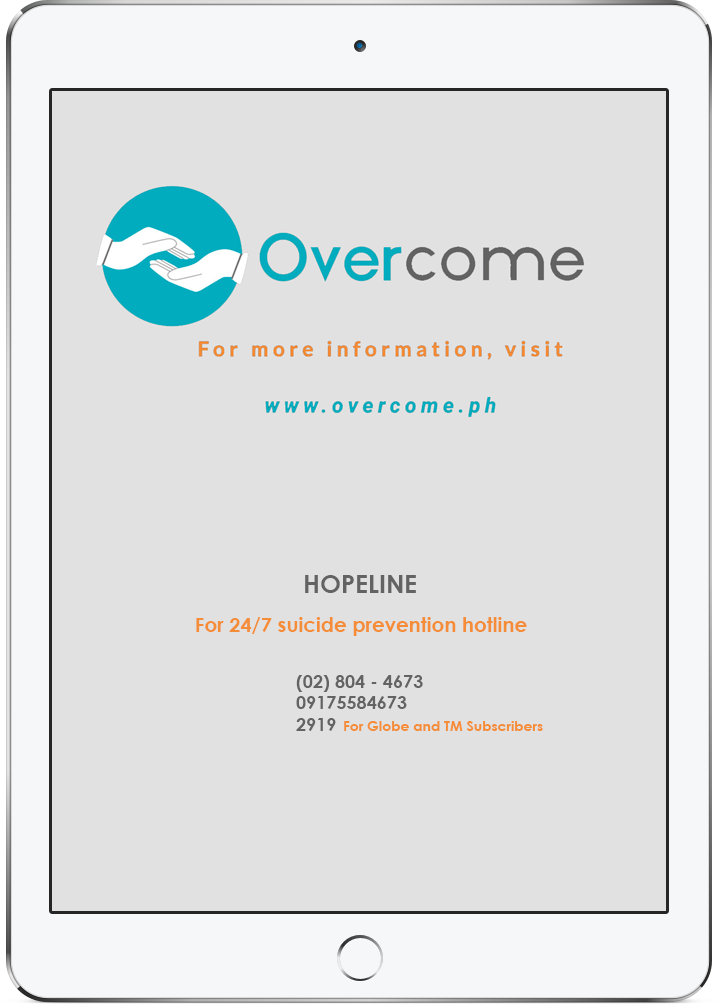 Overcome
For more information, visit
www.overcome.ph
HOPELINE
For 24/7 suicide prevention hotline
(02) 804 - 4673
09175584673
2919 For Globe and TM Subscribers